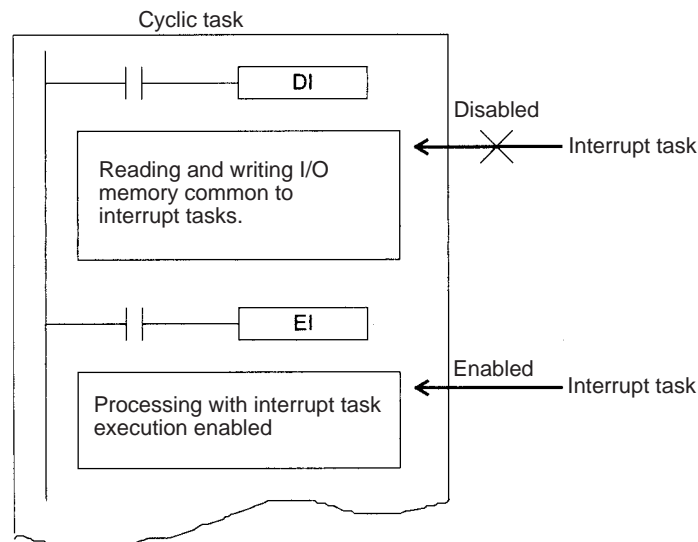 Cyclic task
DI
Disabled
Interrupt task
Reading and writing I/O
memory common to
interrupt tasks.
EI
Enabled
Interrupt task
Processing with interrupt task
execution enabled